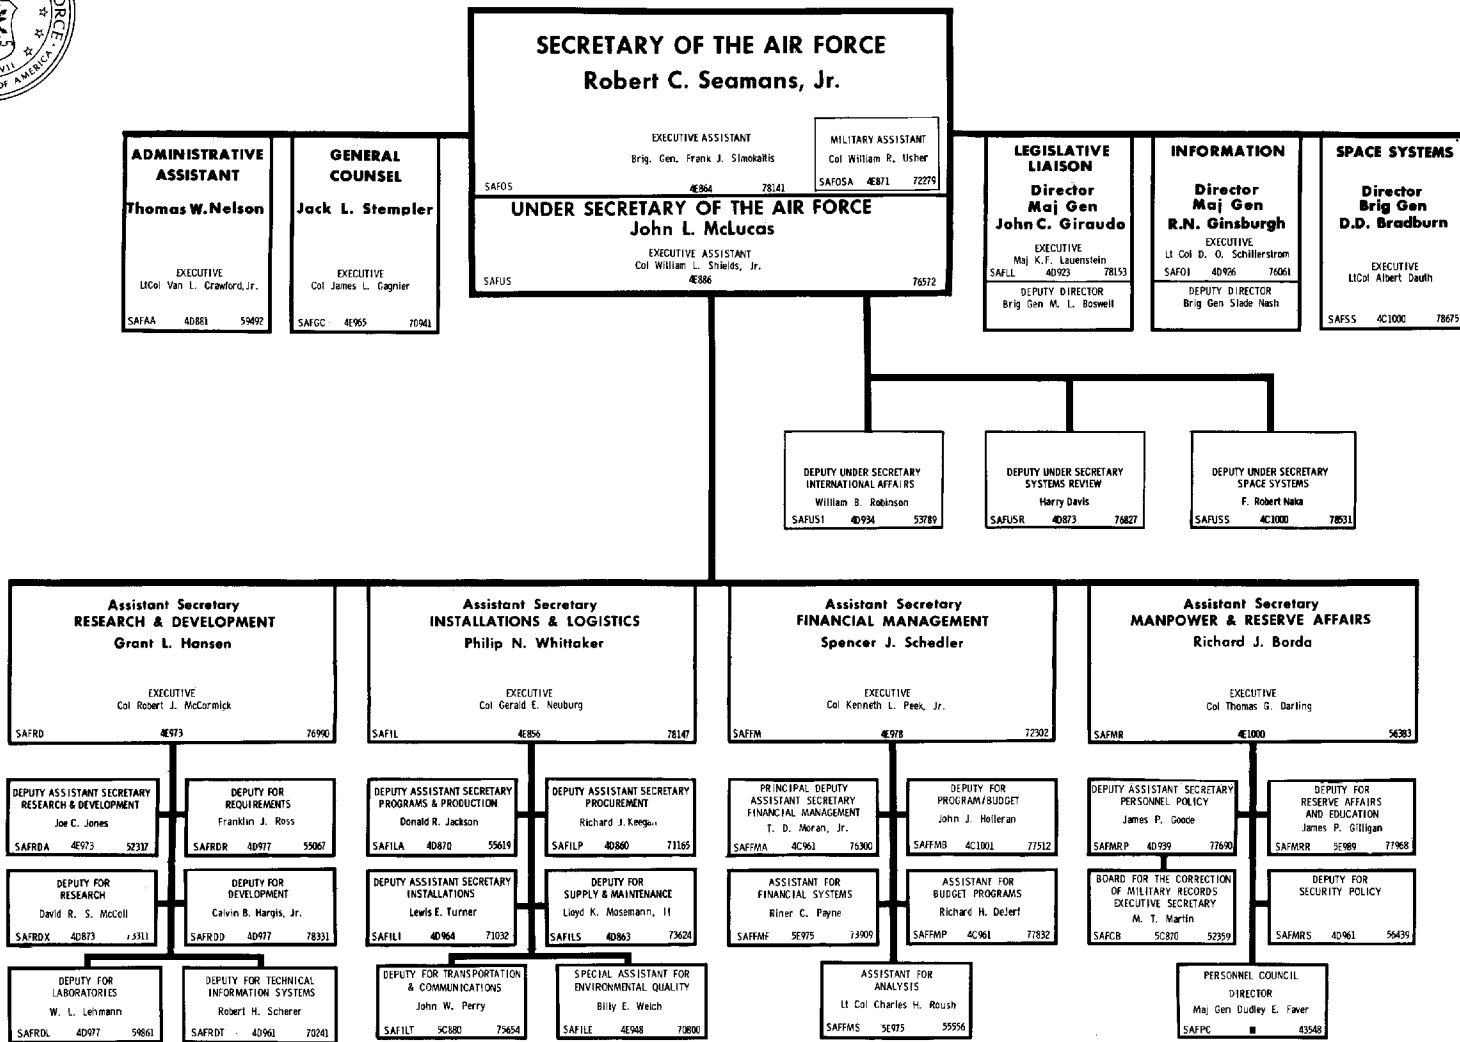 FORCE
VII
OF AMERICA
SECRETARY OF THE AIR FORCE
Robert C. Seamans, Jr.
EXECUTIVE ASSISTANT
Brig. Gen. Frank J. Simokaitis
SAFOS 4E864 78141
MILITARY ASSISTANT
Col William R. Usher
SAFOSA 4E871 72279
UNDER SECRETARY OF THE AIR FORCE
John L. McLucas
EXECUTIVE ASSISTANT
Col William L. Shields, Jr.
SAFUS 4E886 76572
ADMINISTRATIVE
ASSISTANT
Thomas W. Nelson
EXECUTIVE
LtCol Van L. Crawford, Jr.
SAFAA 4D881 59492
GENERAL
COUNSEL
Jack L. Stempler
EXECUTIVE
Col James L. Gagnier
SAFGC 4E965 70941
LEGISLATIVE
LIAISON
Director
Maj Gen
John C. Giraudo
EXECUTIVE
Maj K.F. Lauenstein
SAFLL 4D923 78153
DEPUTY DIRECTOR
Brig Gen M. L. Boswell
INFORMATION
Director
Maj Gen
R.N. Ginsburgh
EXECUTIVE
Lt Col D. O. Schillerstrom
SAFOI 4D926 76061
DEPUTY DIRECTOR
Brig Gen Slade Nash
SPACE SYSTEMS
Director
Brig Gen
D.D. Bradburn
EXECUTIVE
LtCol Albert Dauth
SAFSS 4C1000 78675
DEPUTY UNDER SECRETARY
INTERNATIONAL AFFAIRS
William B. Robinson
SAFUSI 4D934 53789
DEPUTY UNDER SECRETARY
SYSTEMS REVIEW
Harry Davis
SAFUSR 4D873 76827
DEPUTY UNDER SECRETARY
SPACE SYSTEMS
F. Robert Naka
SAFUSS 4C1000 78531
Assistant Secretary
RESEARCH & DEVELOPMENT
Grant L. Hansen
EXECUTIVE
Col Robert J. McCormick
SAFRD 4E973 76990
Assistant Secretary
INSTALLATIONS & LOGISTICS
Philip N. Whittaker
EXECUTIVE
Col Gerald E. Neuburg
SAFIL 4E856 78147
Assistant Secretary
FINANCIAL MANAGEMENT
Spencer J. Schedler
EXECUTIVE
Col Kenneth L. Peek, Jr.
SAFFM 4E978 72302
Assistant Secretary
MANPOWER & RESERVE AFFAIRS
Richard J. Borda
EXECUTIVE
Col Thomas G. Darling
SAFMR 4E1000 56383
DEPUTY ASSISTANT SECRETARY
RESEARCH & DEVELOPMENT
Joe C. Jones
SAFRDA 4E973 52317
DEPUTY FOR
REQUIREMENTS
Franklin J. Ross
SAFRDR 4D977 55067
DEPUTY FOR
RESEARCH
David R. S. McColl
SAFRDX 4D873 73311
DEPUTY FOR
DEVELOPMENT
Calvin B. Hargis, Jr.
SAFRDD 4D977 78331
DEPUTY FOR
LABORATORIES
W. L. Lehmann
SAFRDL 4D977 59861
DEPUTY FOR TECHNICAL
INFORMATION SYSTEMS
Robert H. Scherer
SAFRDT 4D961 70241
DEPUTY ASSISTANT SECRETARY
PROGRAMS & PRODUCTION
Donald R. Jackson
SAFILA 4D870 55619
DEPUTY ASSISTANT SECRETARY
PROCUREMENT
Richard J. Keegan
SAFILP 4D860 71165
DEPUTY ASSISTANT SECRETARY
INSTALLATIONS
Lewis E. Turner
SAFILI 4D964 71032
DEPUTY FOR
SUPPLY & MAINTENANCE
Lloyd K. Mosemann, II
SAFILS 4D863 73624
DEPUTY FOR TRANSPORTATION
& COMMUNICATIONS
John W. Perry
SAFILT 5C880 75654
SPECIAL ASSISTANT FOR
ENVIRONMENTAL QUALITY
Billy E. Welch
SAFILE 4E948 70800
PRINCIPAL DEPUTY
ASSISTANT SECRETARY
FINANCIAL MANAGEMENT
T. D. Moran, Jr.
SAFFMA 4C961 76300
DEPUTY FOR
PROGRAM/BUDGET
John J. Holleran
SAFFMB 4C1001 77512
ASSISTANT FOR
FINANCIAL SYSTEMS
Riner C. Payne
SAFFMF 5E975 73909
ASSISTANT FOR
BUDGET PROGRAMS
Richard H. DeJerf
SAFFMP 4C961 77832
ASSISTANT FOR
ANALYSIS
Lt Col Charles H. Roush
SAFFMS 5E975 55556
DEPUTY ASSISTANT SECRETARY
PERSONNEL POLICY
James P. Goode
SAFMRP 4D939 77690
DEPUTY FOR
RESERVE AFFAIRS
AND EDUCATION
James P. Gilligan
SAFMRR 5E989 77968
BOARD FOR THE CORRECTION
OF MILITARY RECORDS
EXECUTIVE SECRETARY
M. T. Martin
SAFCB 5C870 52359
DEPUTY FOR
SECURITY POLICY
SAFMRS 4D961 56439
PERSONNEL COUNCIL
DIRECTOR
Maj Gen Dudley E. Faver
SAFPC 43548